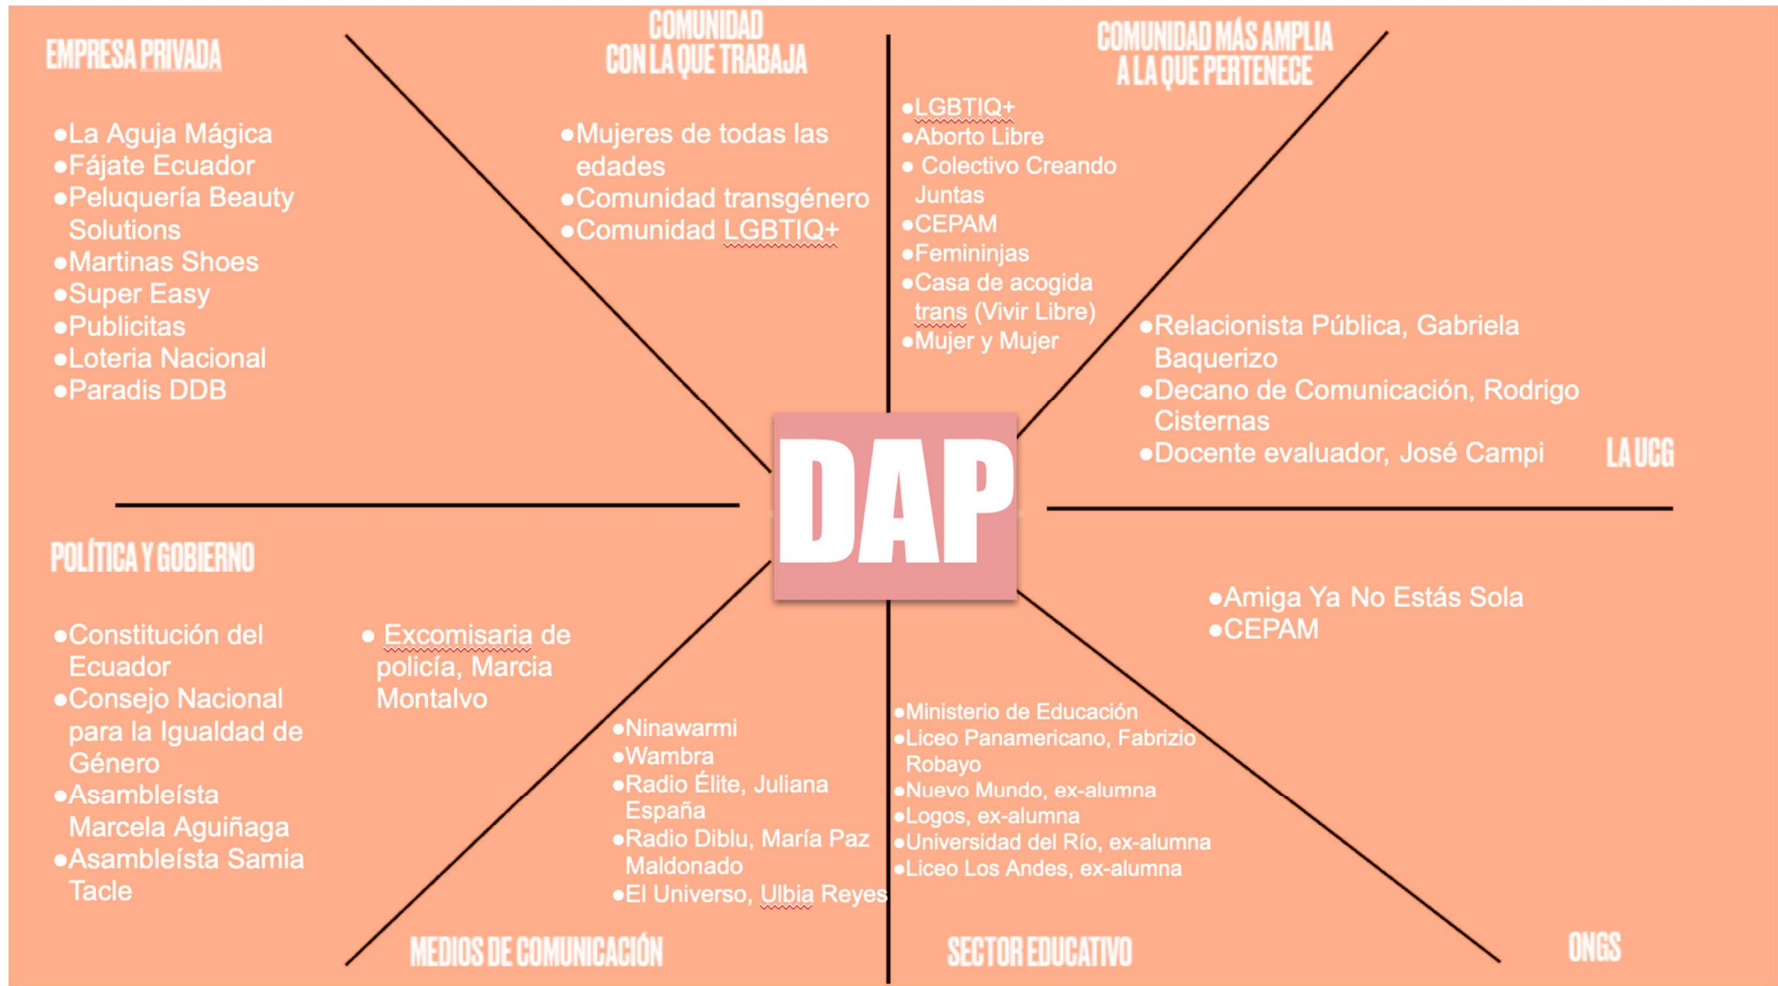 EMPRESA PRIVADA
●La Aguja Mágica
●Fájate Ecuador
●Peluquería Beauty
Solutions
●Martinas Shoes
●Super Easy
●Publicitas
●Loteria Nacional
●Paradis DDB
COMUNIDAD
CON LA QUE TRABAJA
●Mujeres de todas las
edades
●Comunidad transgénero
●Comunidad LGBTIQ+
COMUNIDAD MÁS AMPLIA
A LA QUE PERTENECE
●LGBTIQ+
●Aborto Libre
● Colectivo Creando
Juntas
●CEPAM
●Femininjas
●Casa de acogida
trans (Vivir Libre)
●Mujer y Mujer
●Relacionista Pública, Gabriela
Baquerizo
●Decano de Comunicación, Rodrigo
Cisternas
●Docente evaluador, José Campi
LA UCG
DAP
POLÍTICA Y GOBIERNO
●Constitución del
Ecuador
●Consejo Nacional
para la Igualdad de
Género
●Asambleísta
Marcela Aguiñaga
●Asambleísta Samia
Tacle
● Excomisaria de
policía, Marcia
Montalvo
●Ninawarmi
●Wambra
●Radio Élite, Juliana
España
●Radio Diblu, María Paz
Maldonado
●El Universo, Ulbia Reyes
MEDIOS DE COMUNICACIÓN
●Ministerio de Educación
●Liceo Panamericano, Fabrizio
Robayo
●Nuevo Mundo, ex-alumna
●Logos, ex-alumna
●Universidad del Río, ex-alumna
●Liceo Los Andes, ex-alumna
SECTOR EDUCATIVO
●Amiga Ya No Estás Sola
●CEPAM
ONGS